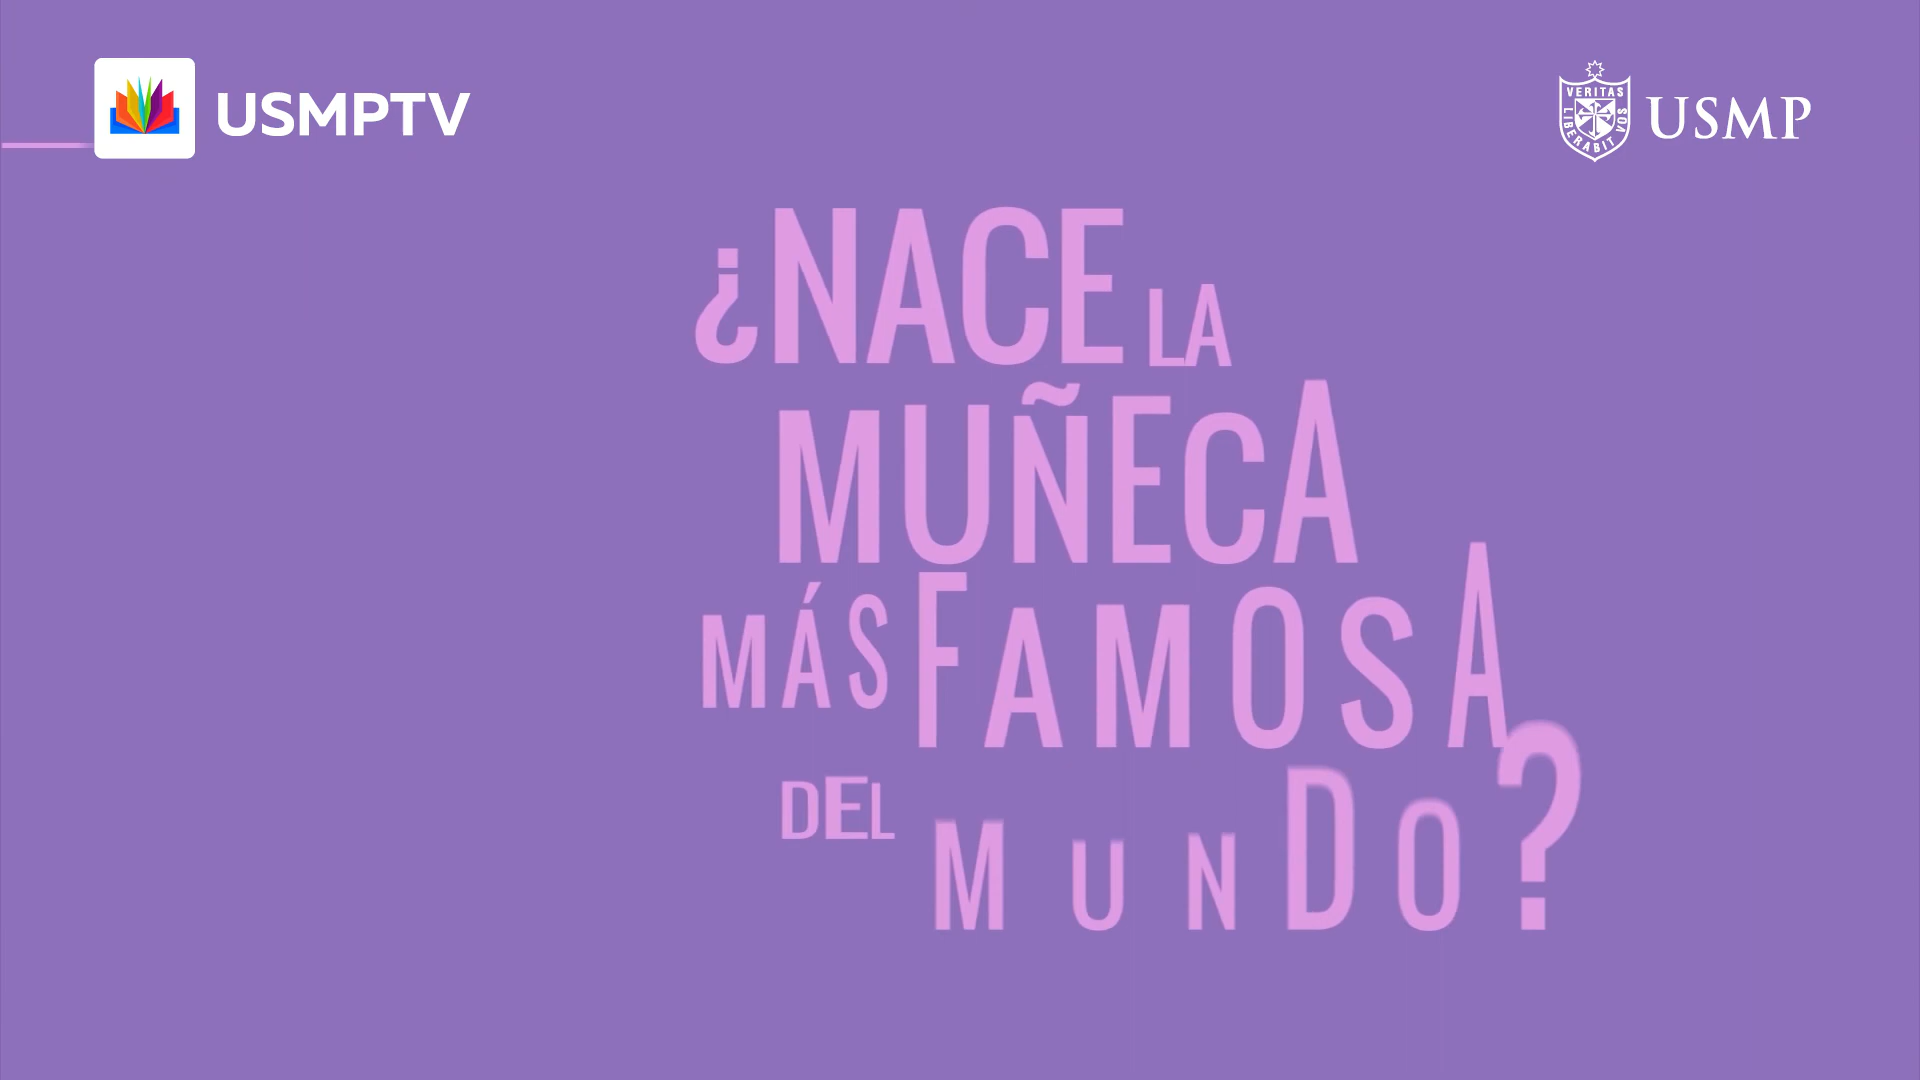 USMPTV
VERITAS
LIBERABIT VOS
USMP
¿NACE LA
MUÑECA
MÁS FAMOSA
DEL MUNDO?